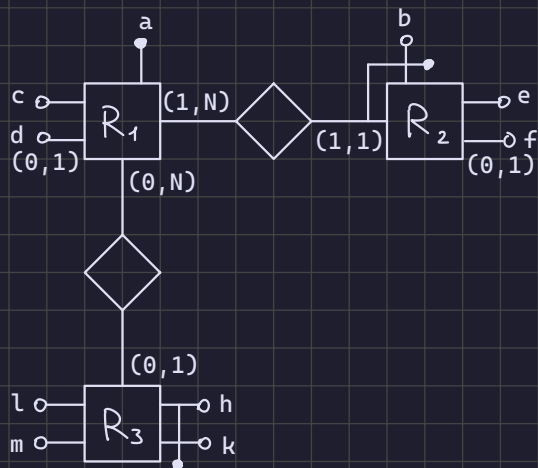 a
b
c
(1,N)
e
R1
R2
d
(1,1)
f
(0,1)
(0,1)
(0,N)
(0,1)
l
h
R3
m
k